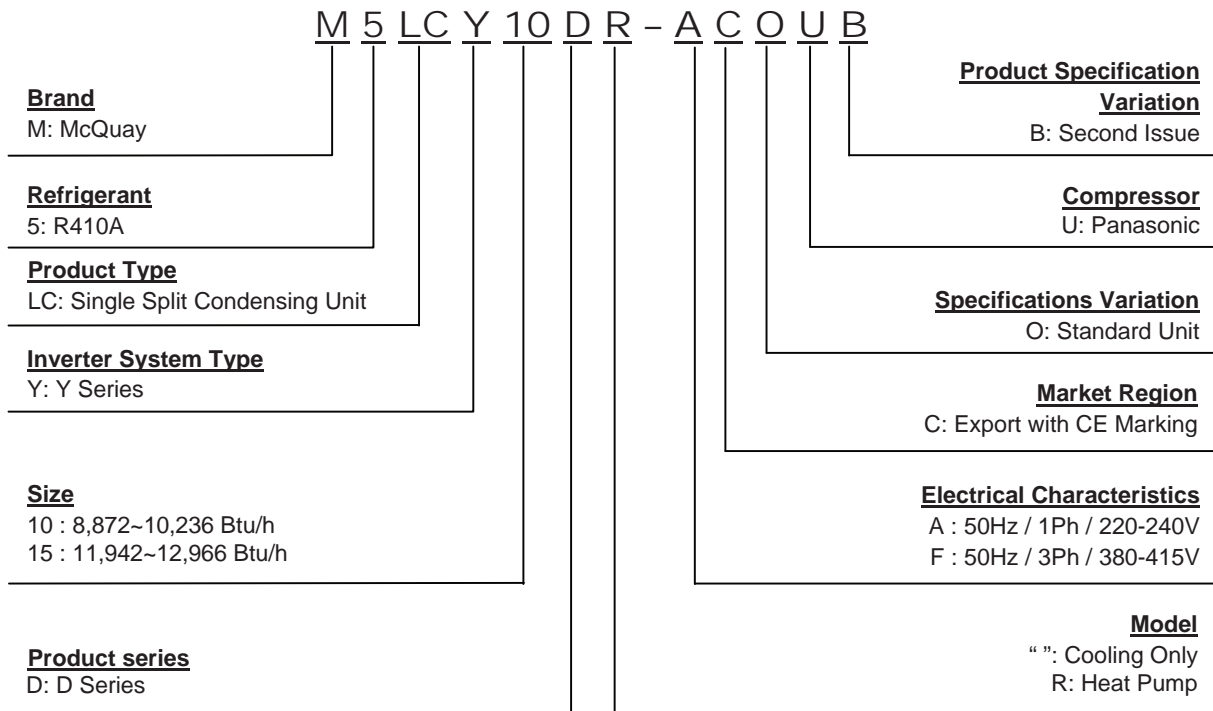 M 5 LC Y 10 D R – A C O U B
Brand
M: McQuay
Refrigerant
5: R410A
Product Type
LC: Single Split Condensing Unit
Inverter System Type
Y: Y Series
Size
10 : 8,872~10,236 Btu/h
15 : 11,942~12,966 Btu/h
Product series
D: D Series
Product Specification
Variation
B: Second Issue
Compressor
U: Panasonic
Specifications Variation
O: Standard Unit
Market Region
C: Export with CE Marking
Electrical Characteristics
A : 50Hz / 1Ph / 220-240V
F : 50Hz / 3Ph / 380-415V
Model
“ ”: Cooling Only
R: Heat Pump